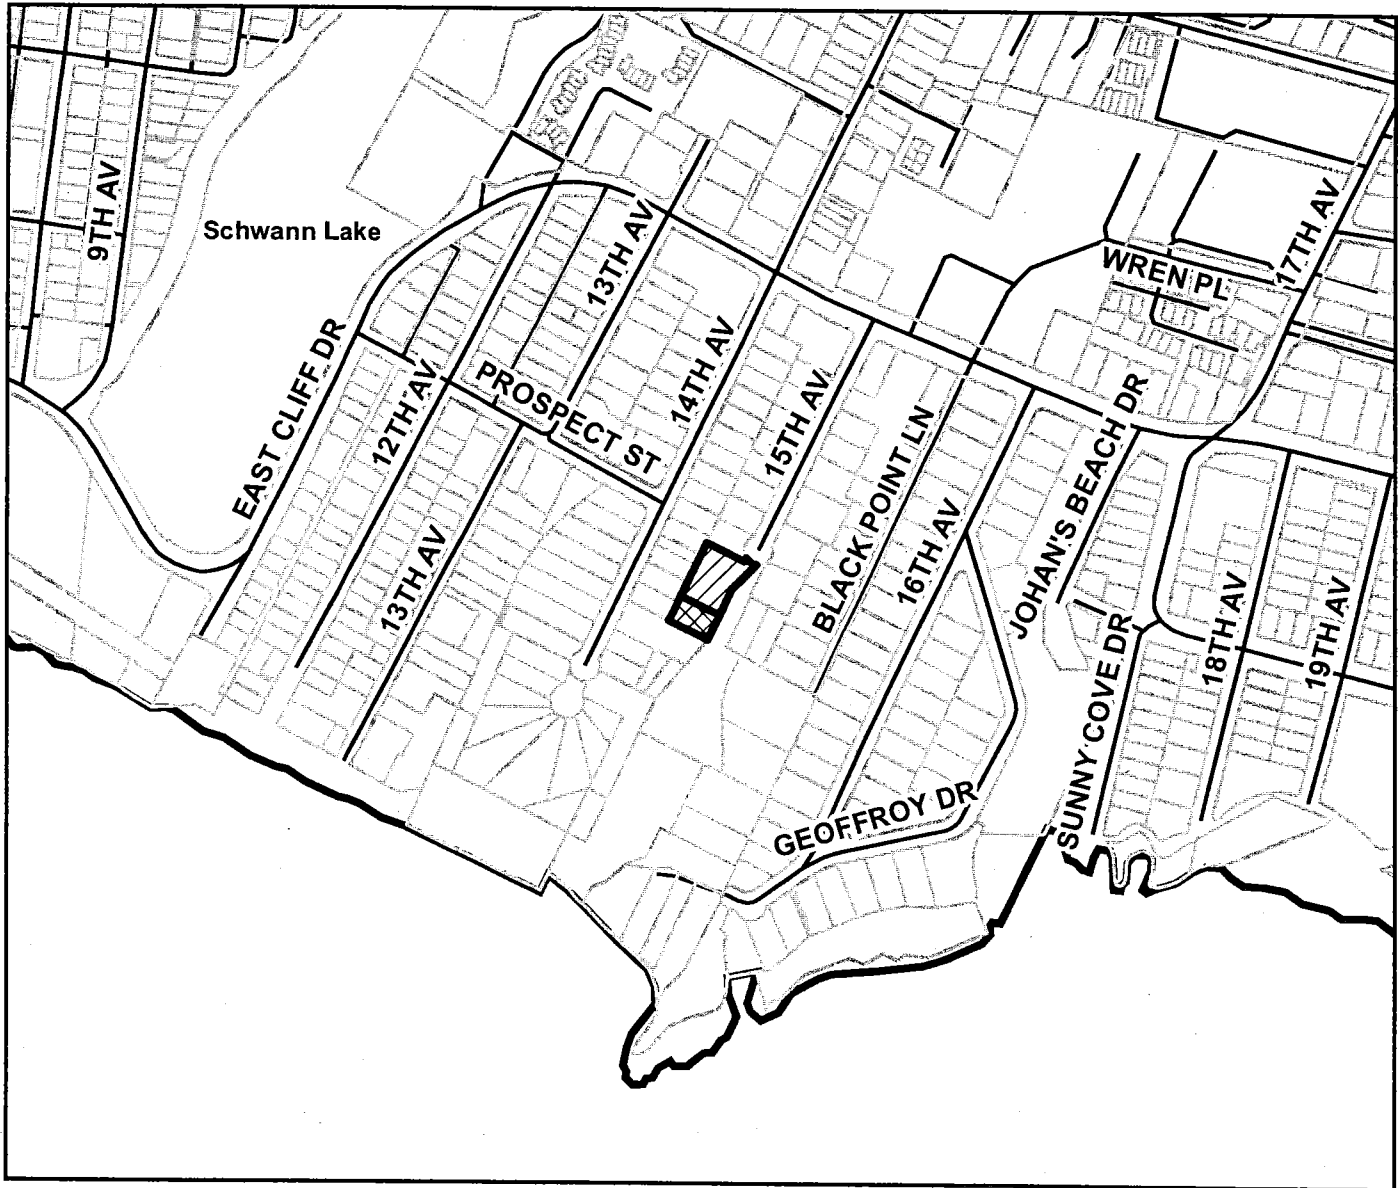 9TH AV
Schwann Lake
13TH AV
17TH AV
WREN PL
EAST CLIFF DR
12TH AV
PROSPECT ST
14TH AV
15TH AV
BLACK POINT LN
16TH AV
JOHAN'S BEACH DR
13TH AV
SUNNY COVE DR
18TH AV
19TH AV
GEOFFROY DR